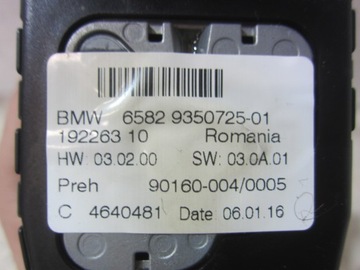 BMW 6582 9350725-01
192263 10 Romania
HW: 03.02.00 SW: 03.0A.01
Preh 90160-004/0005
C 4640481 Date: 06.01.16